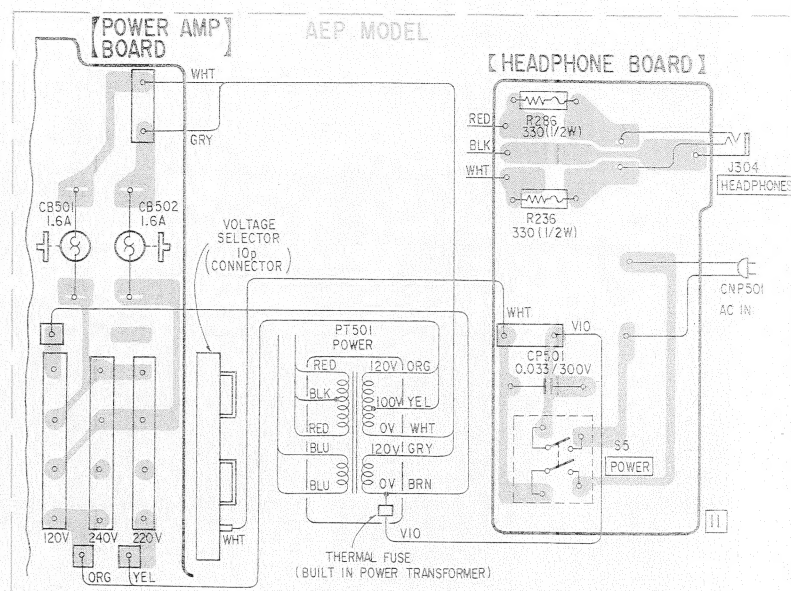 【POWER AMP
BOARD】
AEP MODEL
【HEADPHONE BOARD】
WHT
GRY
RED
BLK
WHT
R286
330(1/2W)
R236
330(1/2W)
J304
HEADPHONES
CB501
1.6A
CB502
1.6A
VOLTAGE
SELECTOR
(10p
CONNECTOR)
CNP501
AC IN
WHT
VIO
CP501
0.033/300V
S5
POWER
PT501
POWER
RED
120V
ORG
BLK
100V
YEL
RED
0V
WHT
BLU
120V
GRY
BLU
0V
BRN
VIO
THERMAL FUSE
(BUILT IN POWER TRANSFORMER)
WHT
120V
240V
220V
ORG
YEL
11